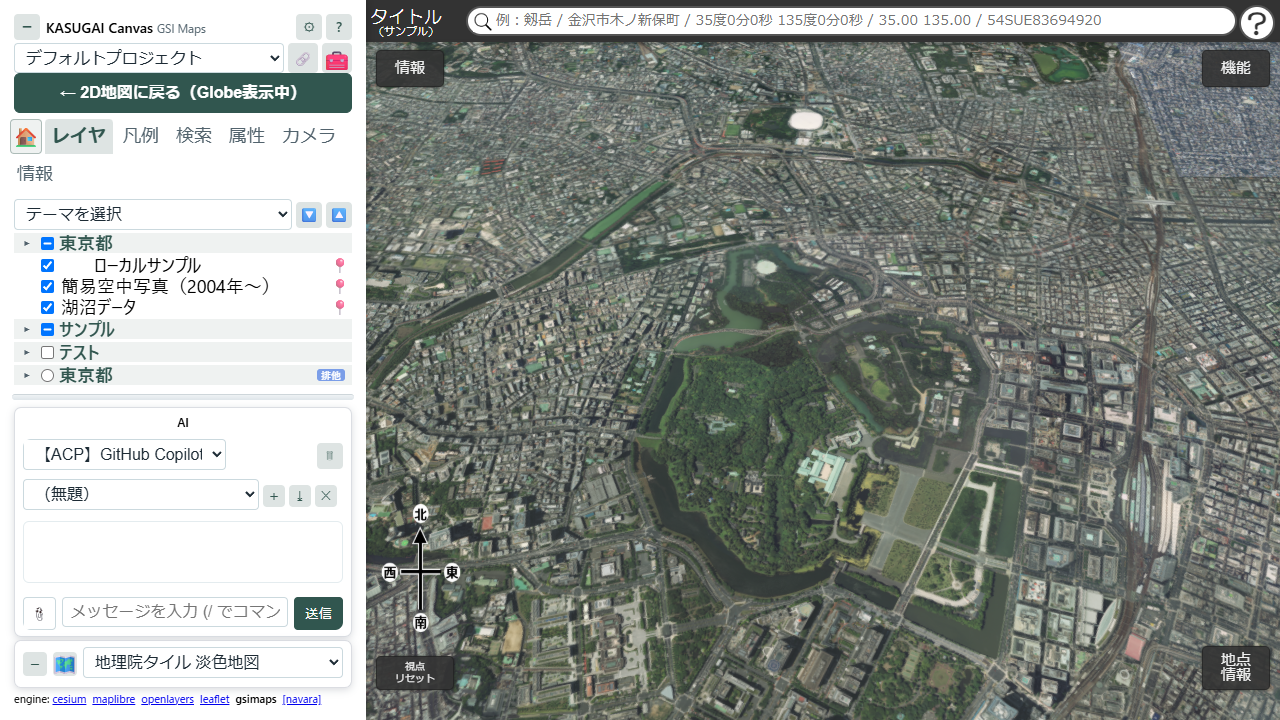 KASUGAI Canvas GSI Maps
?
デフォルトプロジェクト
← 2D地図に戻る（Globe表示中）
レイヤ 凡例 検索 属性 カメラ
情報
テーマを選択
東京都
ローカルサンプル
簡易空中写真（2004年～）
湖沼データ
サンプル
テスト
東京都 排他
AI
【ACP】GitHub Copilot
（無題）
メッセージを入力 (/ でコマン
送信
地理院タイル 淡色地図
engine: cesium maplibre openlayers leaflet gsimaps [navara]
タイトル
（サンプル）
例：剱岳 / 金沢市木ノ新保町 / 35度0分0秒 135度0分0秒 / 35.00 135.00 / 54SUE83694920
?
情報
機能
北
西 東
南
視点
リセット
地点
情報